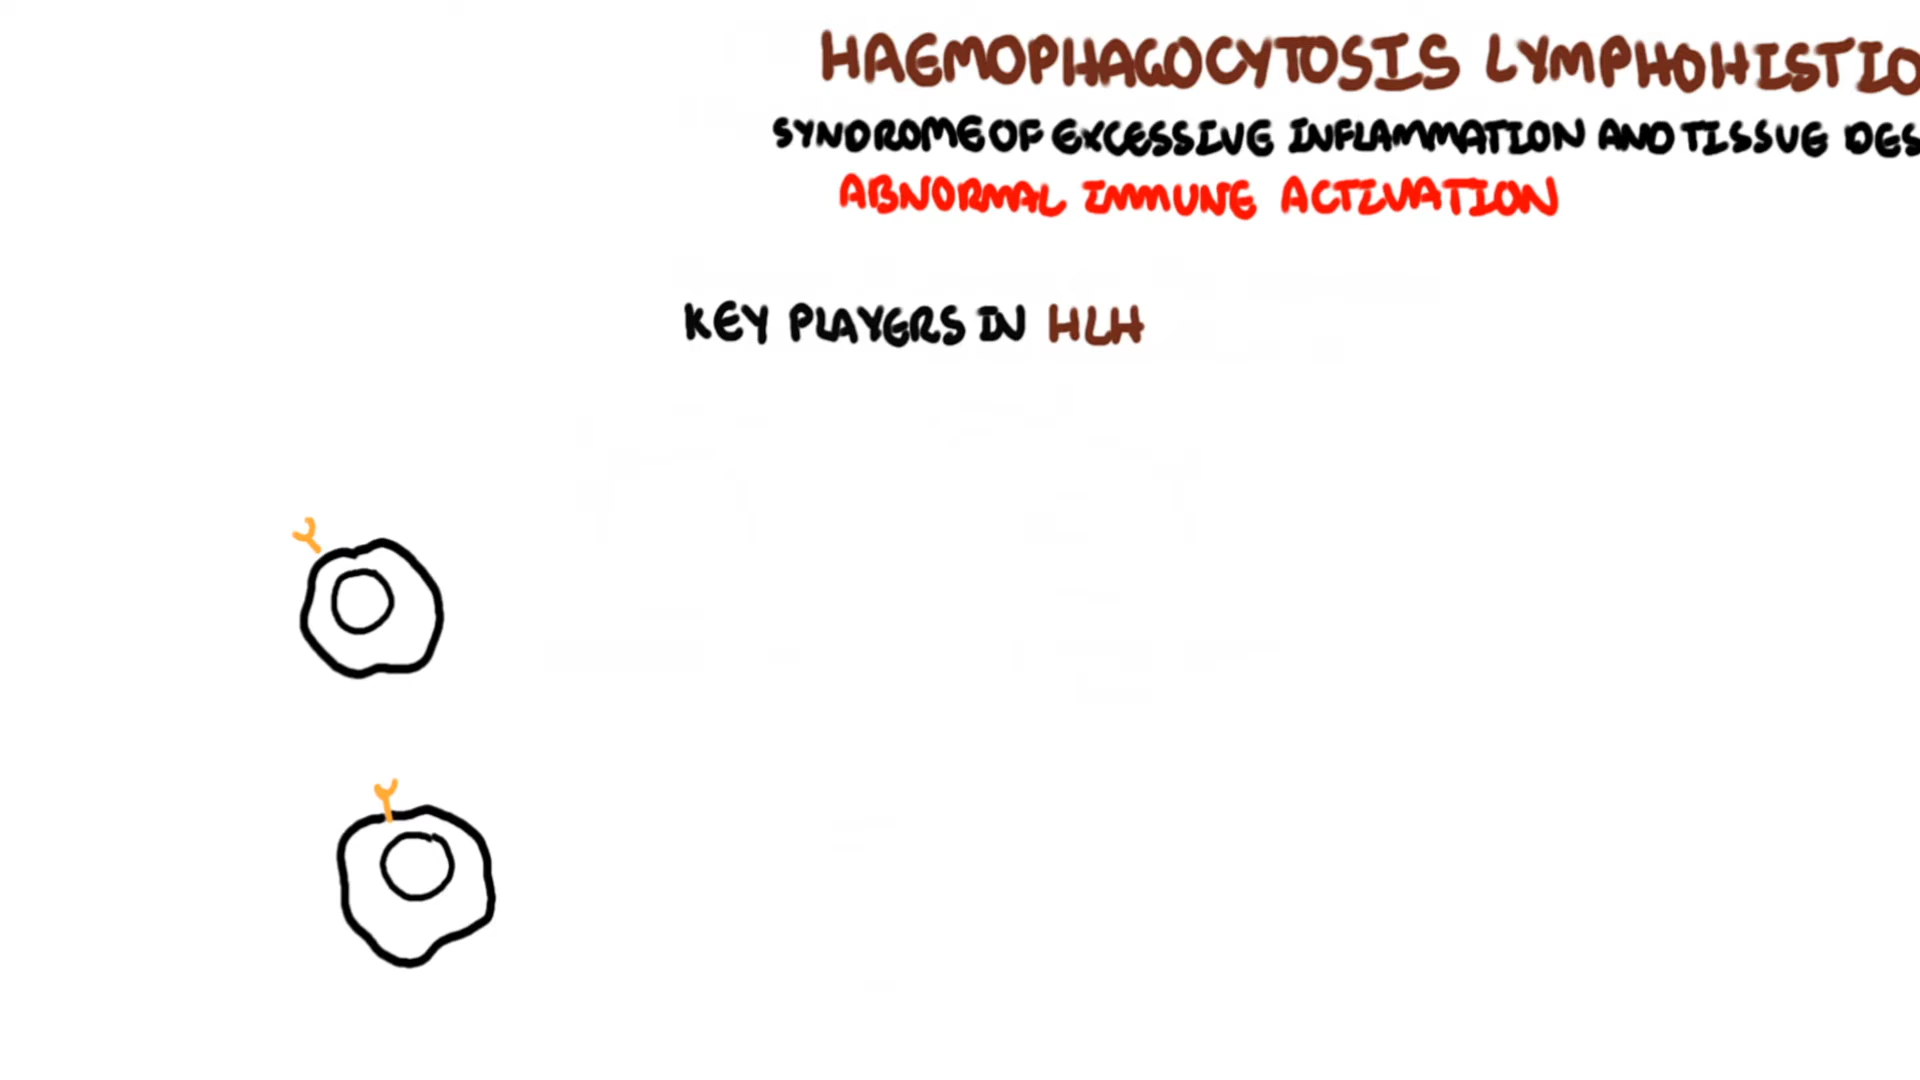 HAEMOPHAGOCYTOSIS LYMPHOHISTIO
SYNDROME OF EXCESSIVE INFLAMMATION AND TISSUE DES
ABNORMAL IMMUNE ACTIVATION
KEY PLAYERS IN HLH